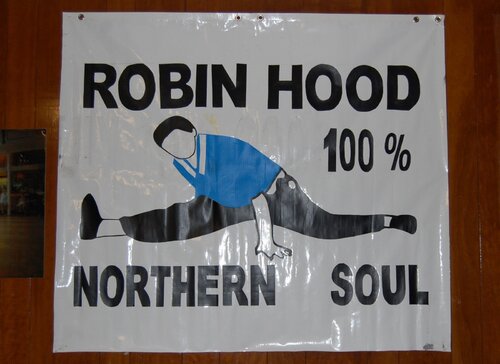 ROBIN HOOD
100 %
NORTHERN SOUL